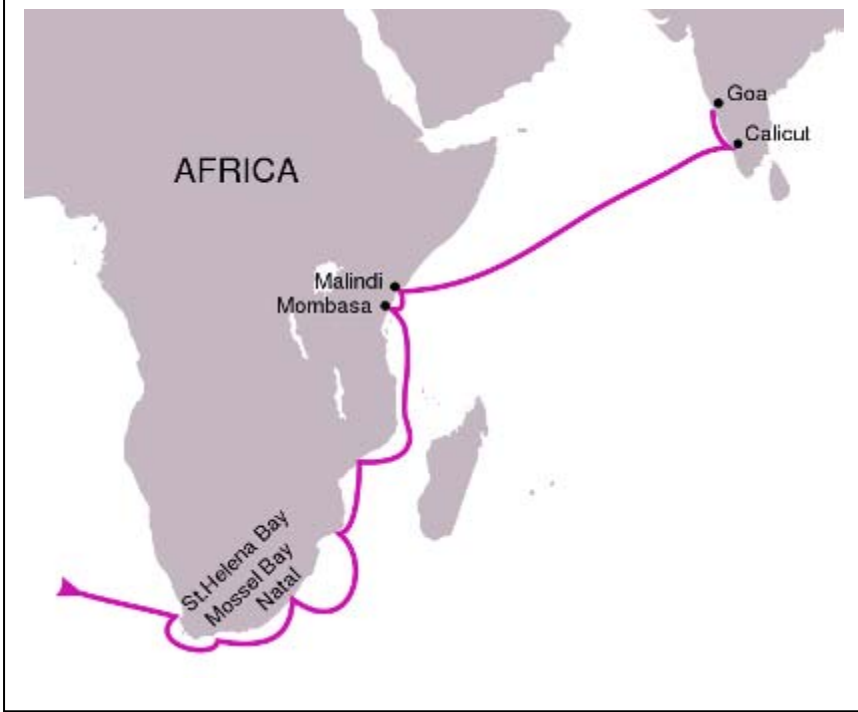 Goa
Calicut
AFRICA
Malindi
Mombasa
St.Helena Bay
Mossel Bay
Natal